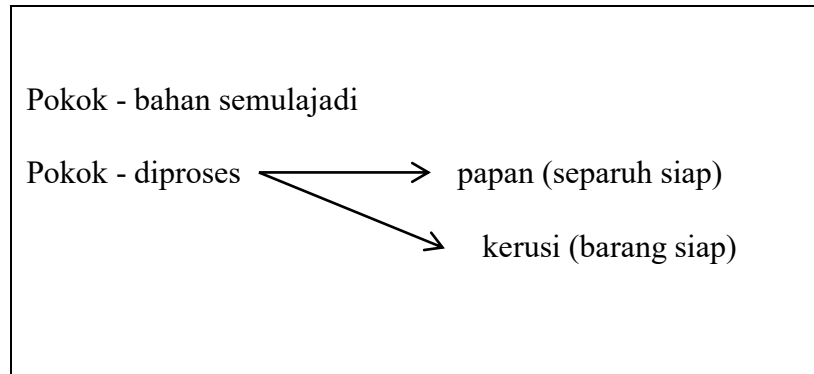 Pokok - bahan semulajadi
Pokok - diproses papan (separuh siap)
kerusi (barang siap)